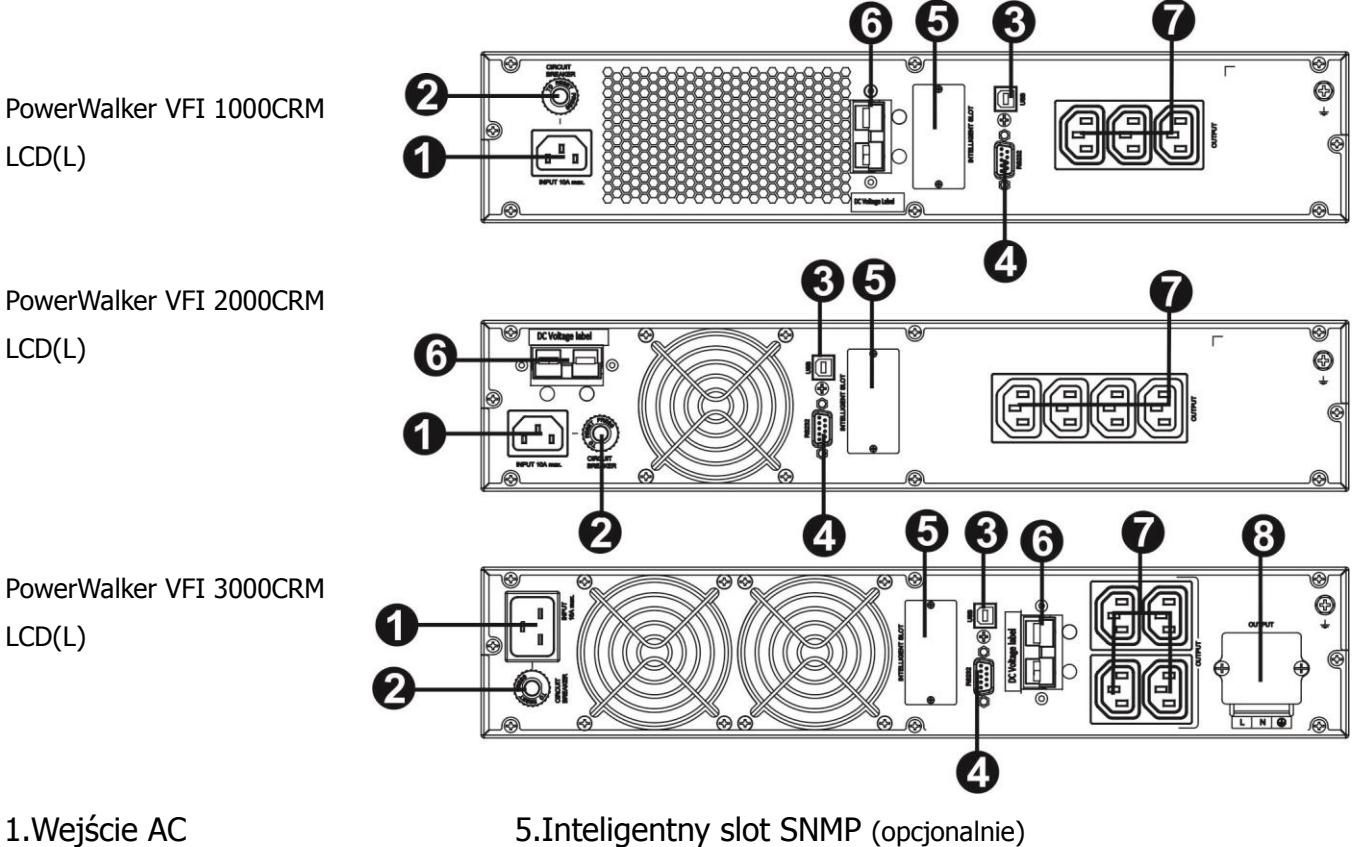 6 5 3 7
CIRCUIT
BREAKER
2
PowerWalker VFI 1000CRM
LCD(L)
USB
INTELLIGENT SLOT
OUTPUT
1
RS232
INPUT 10A max.
DC Voltage Label
4
3 5 7
PowerWalker VFI 2000CRM
LCD(L)
DC Voltage label
6
USB
INTELLIGENT SLOT
OUTPUT
1
RS232
INPUT 10A max.
CIRCUIT
BREAKER
2 4
5 3 6 7 8
PowerWalker VFI 3000CRM
LCD(L)
1
INPUT
16A max.
USB
INTELLIGENT SLOT
DC Voltage label
OUTPUT
OUTPUT
2
CIRCUIT
BREAKER
RS232
L N
4
1.Wejście AC 5.Inteligentny slot SNMP (opcjonalnie)